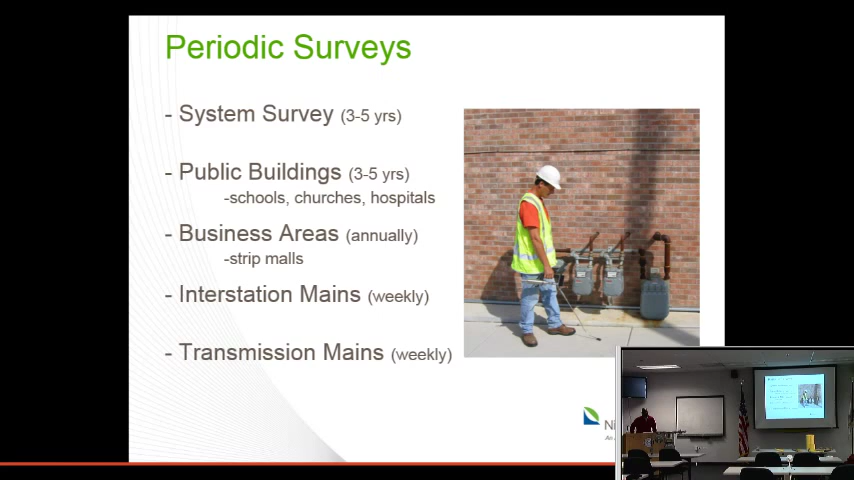 Periodic Surveys
- System Survey (3-5 yrs)
- Public Buildings (3-5 yrs)
-schools, churches, hospitals
- Business Areas (annually)
-strip malls
- Interstation Mains (weekly)
- Transmission Mains (weekly)